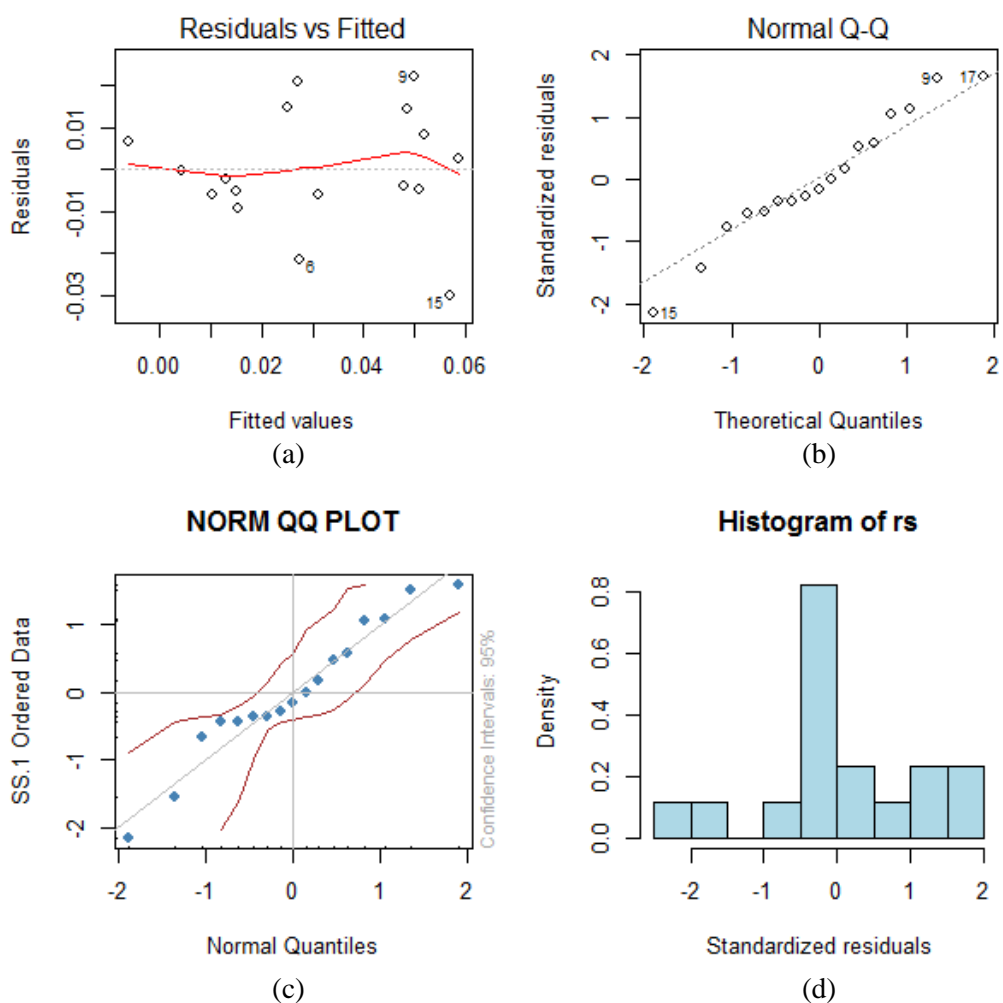 Residuals vs Fitted
Residuals
0.01
-0.01
-0.03
9
6
15
0.00 0.02 0.04 0.06
Fitted values
(a)
Normal Q-Q
Standardized residuals
2
1
0
-1
-2
9 17
15
-2 -1 0 1 2
Theoretical Quantiles
(b)
NORM QQ PLOT
SS.1 Ordered Data
1
0
-1
-2
Confidence Intervals: 95%
-2 -1 0 1 2
Normal Quantiles
(c)
Histogram of rs
Density
0.8
0.6
0.4
0.2
0.0
-2 -1 0 1 2
Standardized residuals
(d)